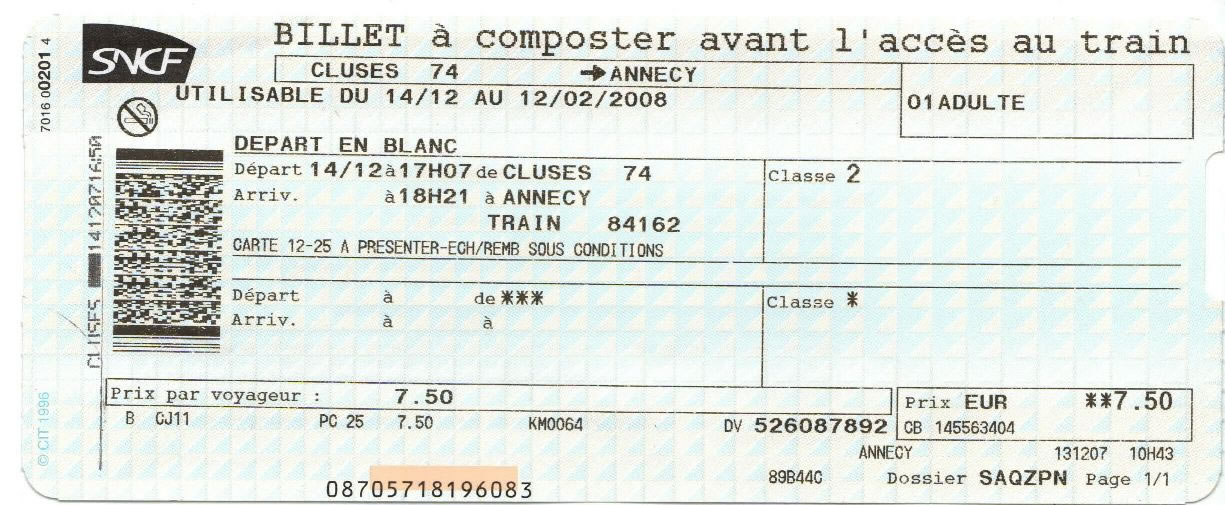 BILLET à composter avant l'accès au train
SNCF
CLUSES 74 → ANNECY
UTILISABLE DU 14/12 AU 12/02/2008
01ADULTE
7016 00201 4
DEPART EN BLANC
Départ 14/12 à 17H07 de CLUSES 74
Classe 2
Arriv. à 18H21 à ANNECY
TRAIN 84162
CARTE 12-25 A PRESENTER-ECH/REMB SOUS CONDITIONS
Départ à de ***
Classe *
Arriv. à à
CLUSES
Prix par voyageur : 7.50
Prix EUR **7.50
B CJ11 PC 25 7.50 KM0064 DV 526087892
CB 145563404
ANNECY 131207 10H43
89B44C Dossier SAQZPN Page 1/1
08705718196083
© CIT 1996